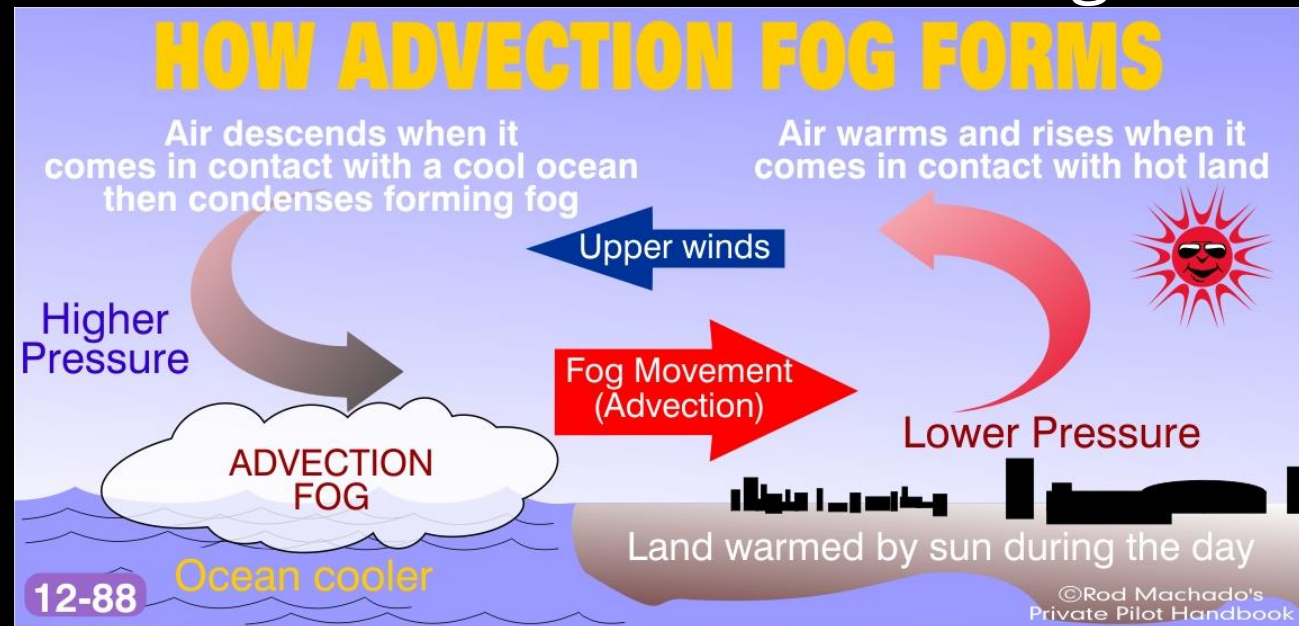 HOW ADVECTION FOG FORMS
Air descends when it
comes in contact with a cool ocean
then condenses forming fog
Air warms and rises when it
comes in contact with hot land
Upper winds
Higher
Pressure
Fog Movement
(Advection)
Lower Pressure
ADVECTION
FOG
Land warmed by sun during the day
Ocean cooler
12-88
©Rod Machado's
Private Pilot Handbook